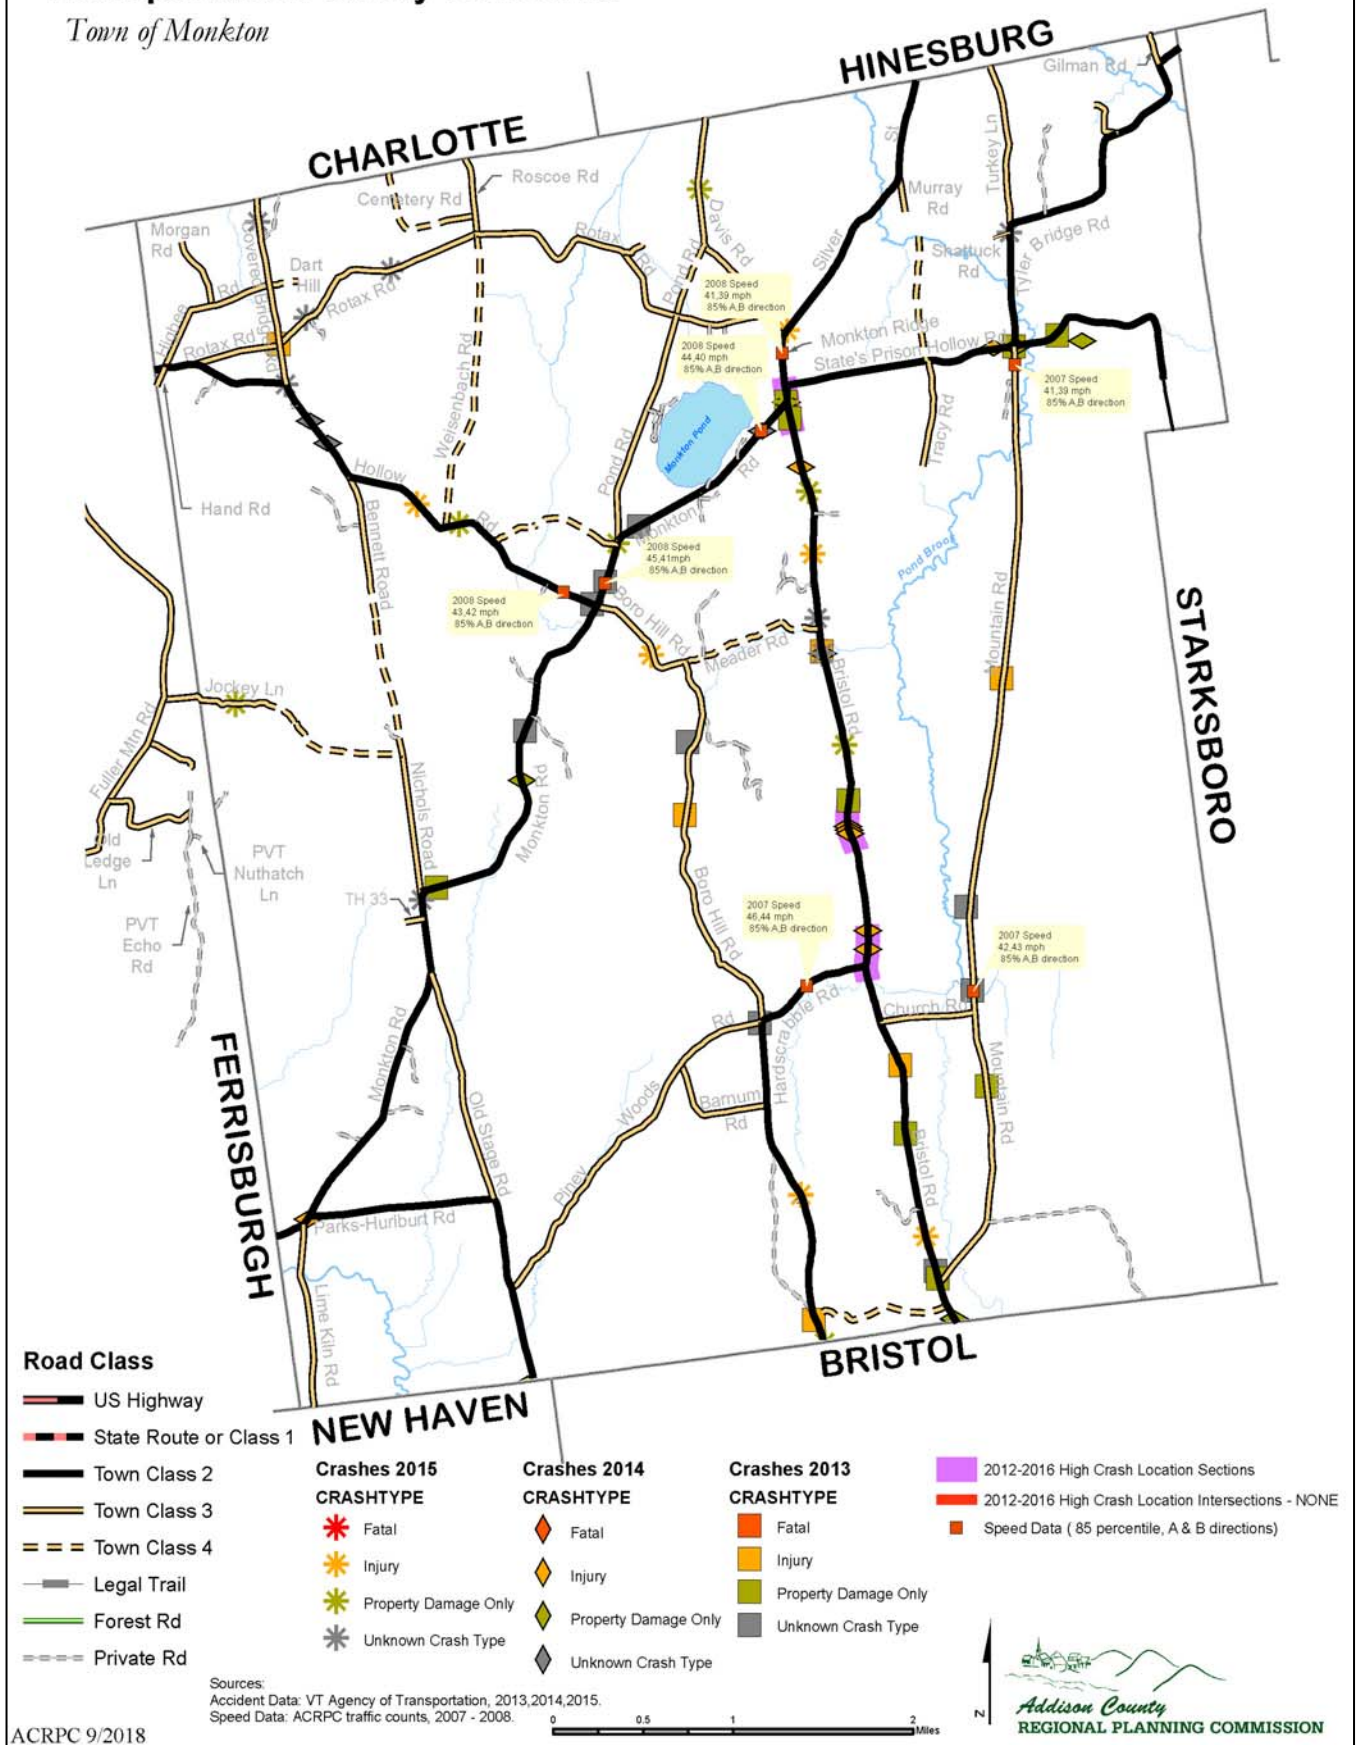 Town of Monkton
HINESBURG
Gilman Rd
CHARLOTTE
Roscoe Rd
Cemetery Rd
St
Turkey Ln
Murray Rd
Morgan Rd
Covered Bridge Rd
Dart Hill
Rd
Rotax Rd
Rotax Rd
Davis Rd
Pond Rd
Silver
Shattuck Rd
Tyler Bridge Rd
2008 Speed
41,39 mph
85% A,B direction
Higbee
Rotax Rd
Monkton Ridge
State's Prison Hollow Rd
2008 Speed
44,40 mph
85% A,B direction
2007 Speed
41,39 mph
85% A,B direction
Weisenbach Rd
Monkton Pond
Tracy Rd
Pond Rd
Rd
Hollow
Hand Rd
Bennett Road
Rd
Monkton
2008 Speed
45,41mph
85% A,B direction
Pond Brook
2008 Speed
43,42 mph
85% A,B direction
Boro Hill Rd
Mountain Rd
STARKSBORO
Meader Rd
Bristol Rd
Jockey Ln
Fuller Mtn Rd
Nichols Road
Monkton Rd
Old Ledge Ln
PVT Nuthatch Ln
TH 33
PVT Echo Rd
Boro Hill Rd
2007 Speed
46,44 mph
85% A,B direction
2007 Speed
42,43 mph
85% A,B direction
Hardscrabble Rd
Church Rd
Rd
FERRISBURGH
Monkton Rd
Old Stage Rd
Woods
Barnum Rd
Mountain Rd
Piney
Bristol Rd
Parks-Hurlburt Rd
Lime Kiln Rd
BRISTOL
NEW HAVEN
Road Class
US Highway
State Route or Class 1
Town Class 2
Town Class 3
Town Class 4
Legal Trail
Forest Rd
Private Rd
Crashes 2015
CRASHTYPE
Fatal
Injury
Property Damage Only
Unknown Crash Type
Crashes 2014
CRASHTYPE
Fatal
Injury
Property Damage Only
Unknown Crash Type
Crashes 2013
CRASHTYPE
Fatal
Injury
Property Damage Only
Unknown Crash Type
2012-2016 High Crash Location Sections
2012-2016 High Crash Location Intersections - NONE
Speed Data ( 85 percentile, A & B directions)
Sources:
Accident Data: VT Agency of Transportation, 2013,2014,2015.
Speed Data: ACRPC traffic counts, 2007 - 2008.
0 0.5 1 2
Miles
N
Addison County
REGIONAL PLANNING COMMISSION
ACRPC 9/2018